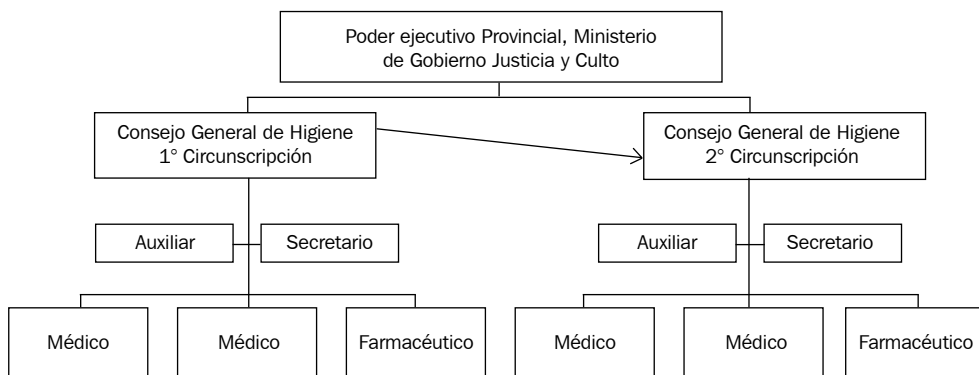 Poder ejecutivo Provincial, Ministerio
de Gobierno Justicia y Culto
Consejo General de Higiene
1° Circunscripción
Consejo General de Higiene
2° Circunscripción
Auxiliar
Secretario
Auxiliar
Secretario
Médico
Médico
Farmacéutico
Médico
Médico
Farmacéutico